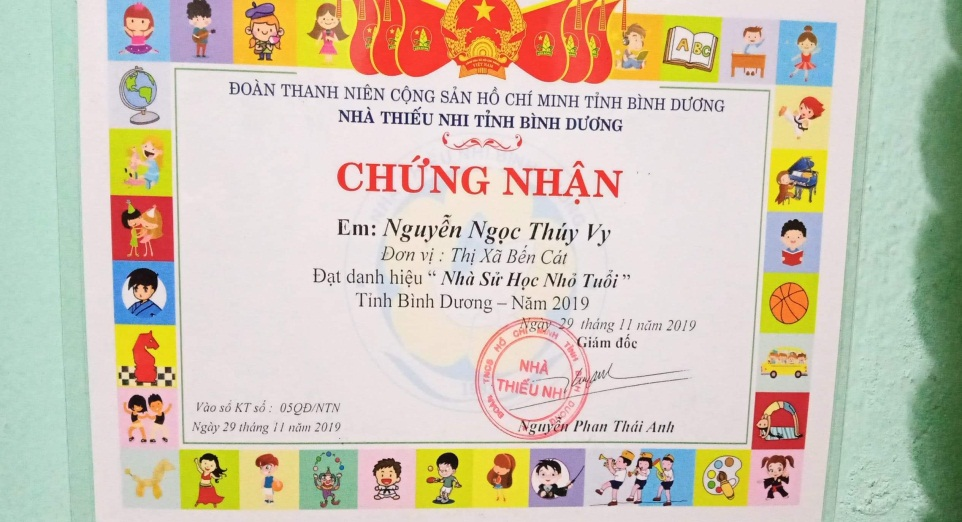 ĐOÀN THANH NIÊN CỘNG SẢN HỒ CHÍ MINH TỈNH BÌNH DƯƠNG
NHÀ THIẾU NHI TỈNH BÌNH DƯƠNG
CHỨNG NHẬN
Em: Nguyễn Ngọc Thúy Vy
Đơn vị : Thị Xã Bến Cát
Đạt danh hiệu “ Nhà Sử Học Nhỏ Tuổi ”
Tỉnh Bình Dương – Năm 2019
Ngày 29 tháng 11 năm 2019
Giám đốc
NHÀ
THIẾU NHI
Nguyễn Phan Thái Anh
Vào sổ KT số : 05QĐ/NTN
Ngày 29 tháng 11 năm 2019
ABC